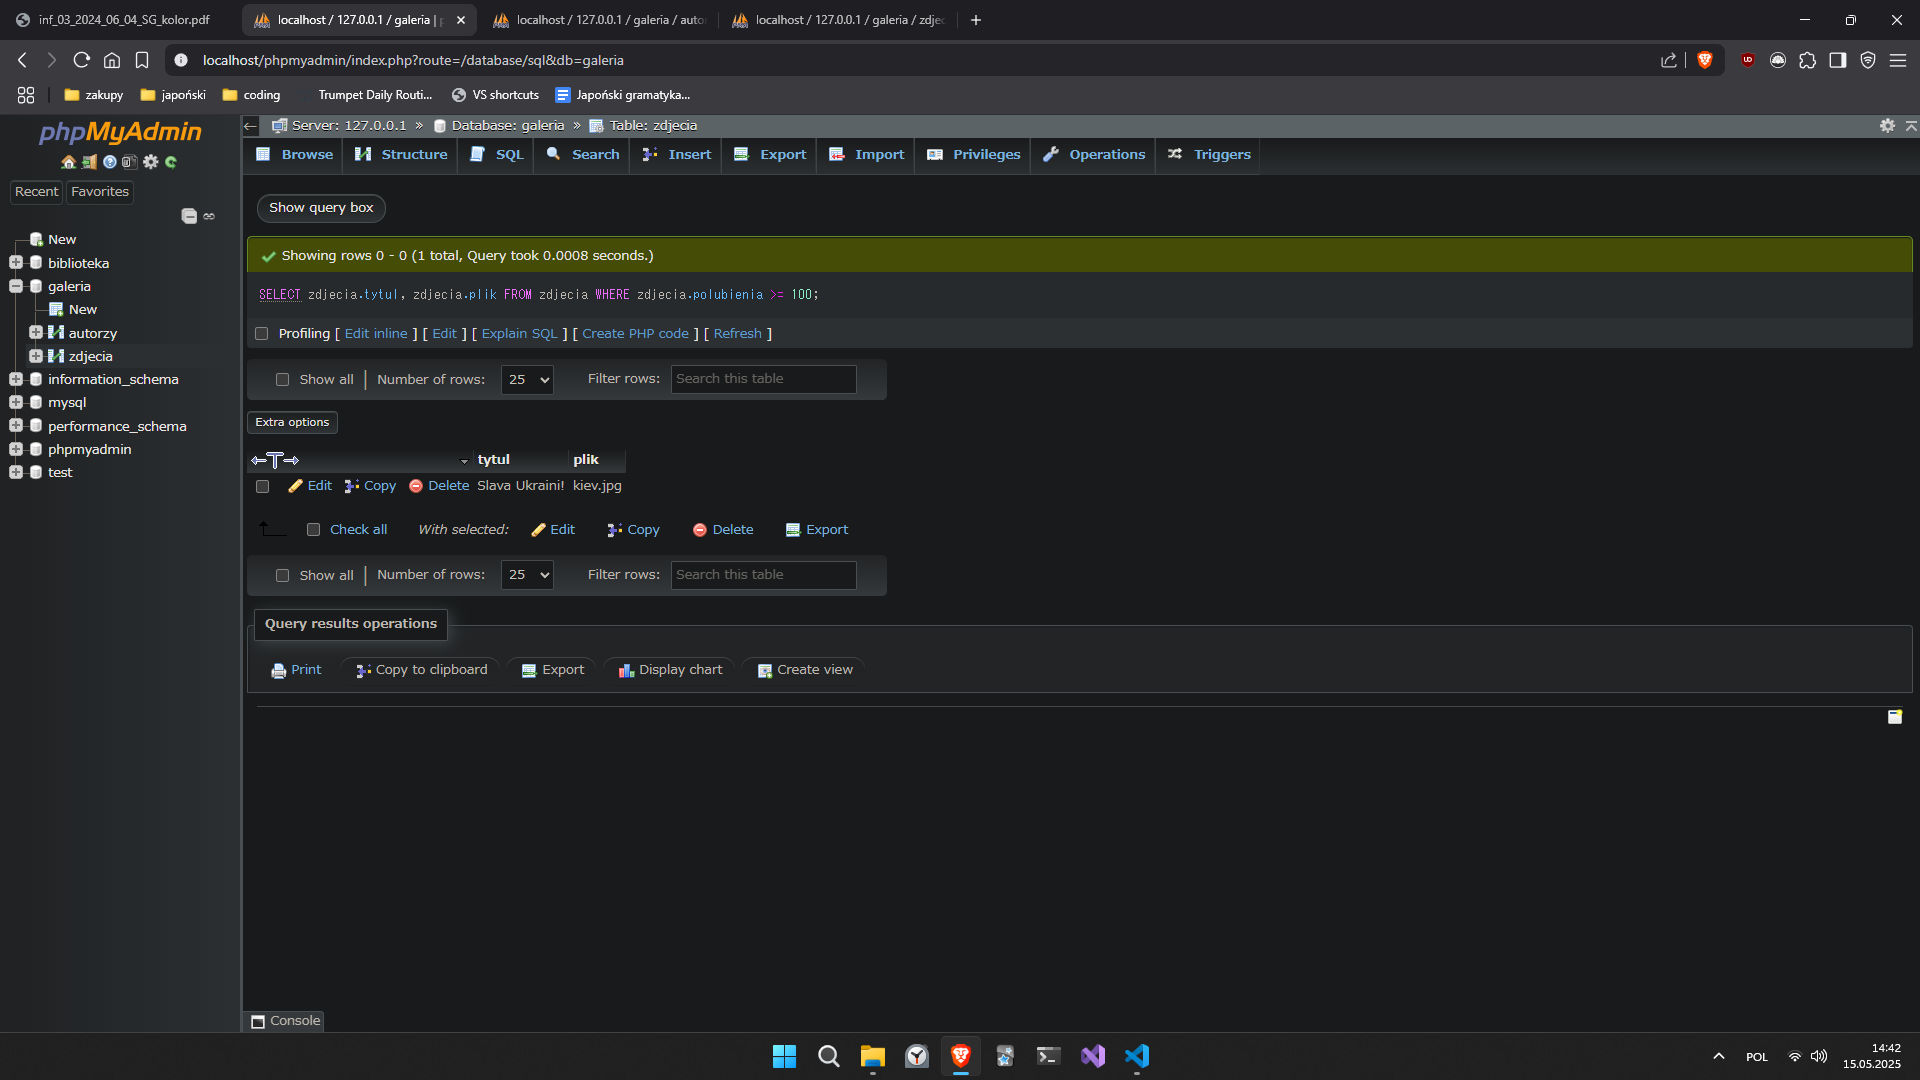 inf_03_2024_06_04_SG_kolor.pdf
localhost / 127.0.0.1 / galeria |
localhost / 127.0.0.1 / galeria / auto
localhost / 127.0.0.1 / galeria / zdjec
localhost/phpmyadmin/index.php?route=/database/sql&db=galeria
zakupy
japoński
coding
Trumpet Daily Routi...
VS shortcuts
Japoński gramatyka...
phpMyAdmin
Recent
Favorites
New
biblioteka
galeria
New
autorzy
zdjecia
information_schema
mysql
performance_schema
phpmyadmin
test
Server: 127.0.0.1 » Database: galeria » Table: zdjecia
Browse
Structure
SQL
Search
Insert
Export
Import
Privileges
Operations
Triggers
Show query box
Showing rows 0 - 0 (1 total, Query took 0.0008 seconds.)
SELECT zdjecia.tytul, zdjecia.plik FROM zdjecia WHERE zdjecia.polubienia >= 100;
Profiling [ Edit inline ] [ Edit ] [ Explain SQL ] [ Create PHP code ] [ Refresh ]
Show all | Number of rows: 25 Filter rows: Search this table
Extra options
tytul plik
Edit Copy Delete Slava Ukraini! kiev.jpg
Check all With selected: Edit Copy Delete Export
Show all | Number of rows: 25 Filter rows: Search this table
Query results operations
Print Copy to clipboard Export Display chart Create view
Console
POL
14:42
15.05.2025